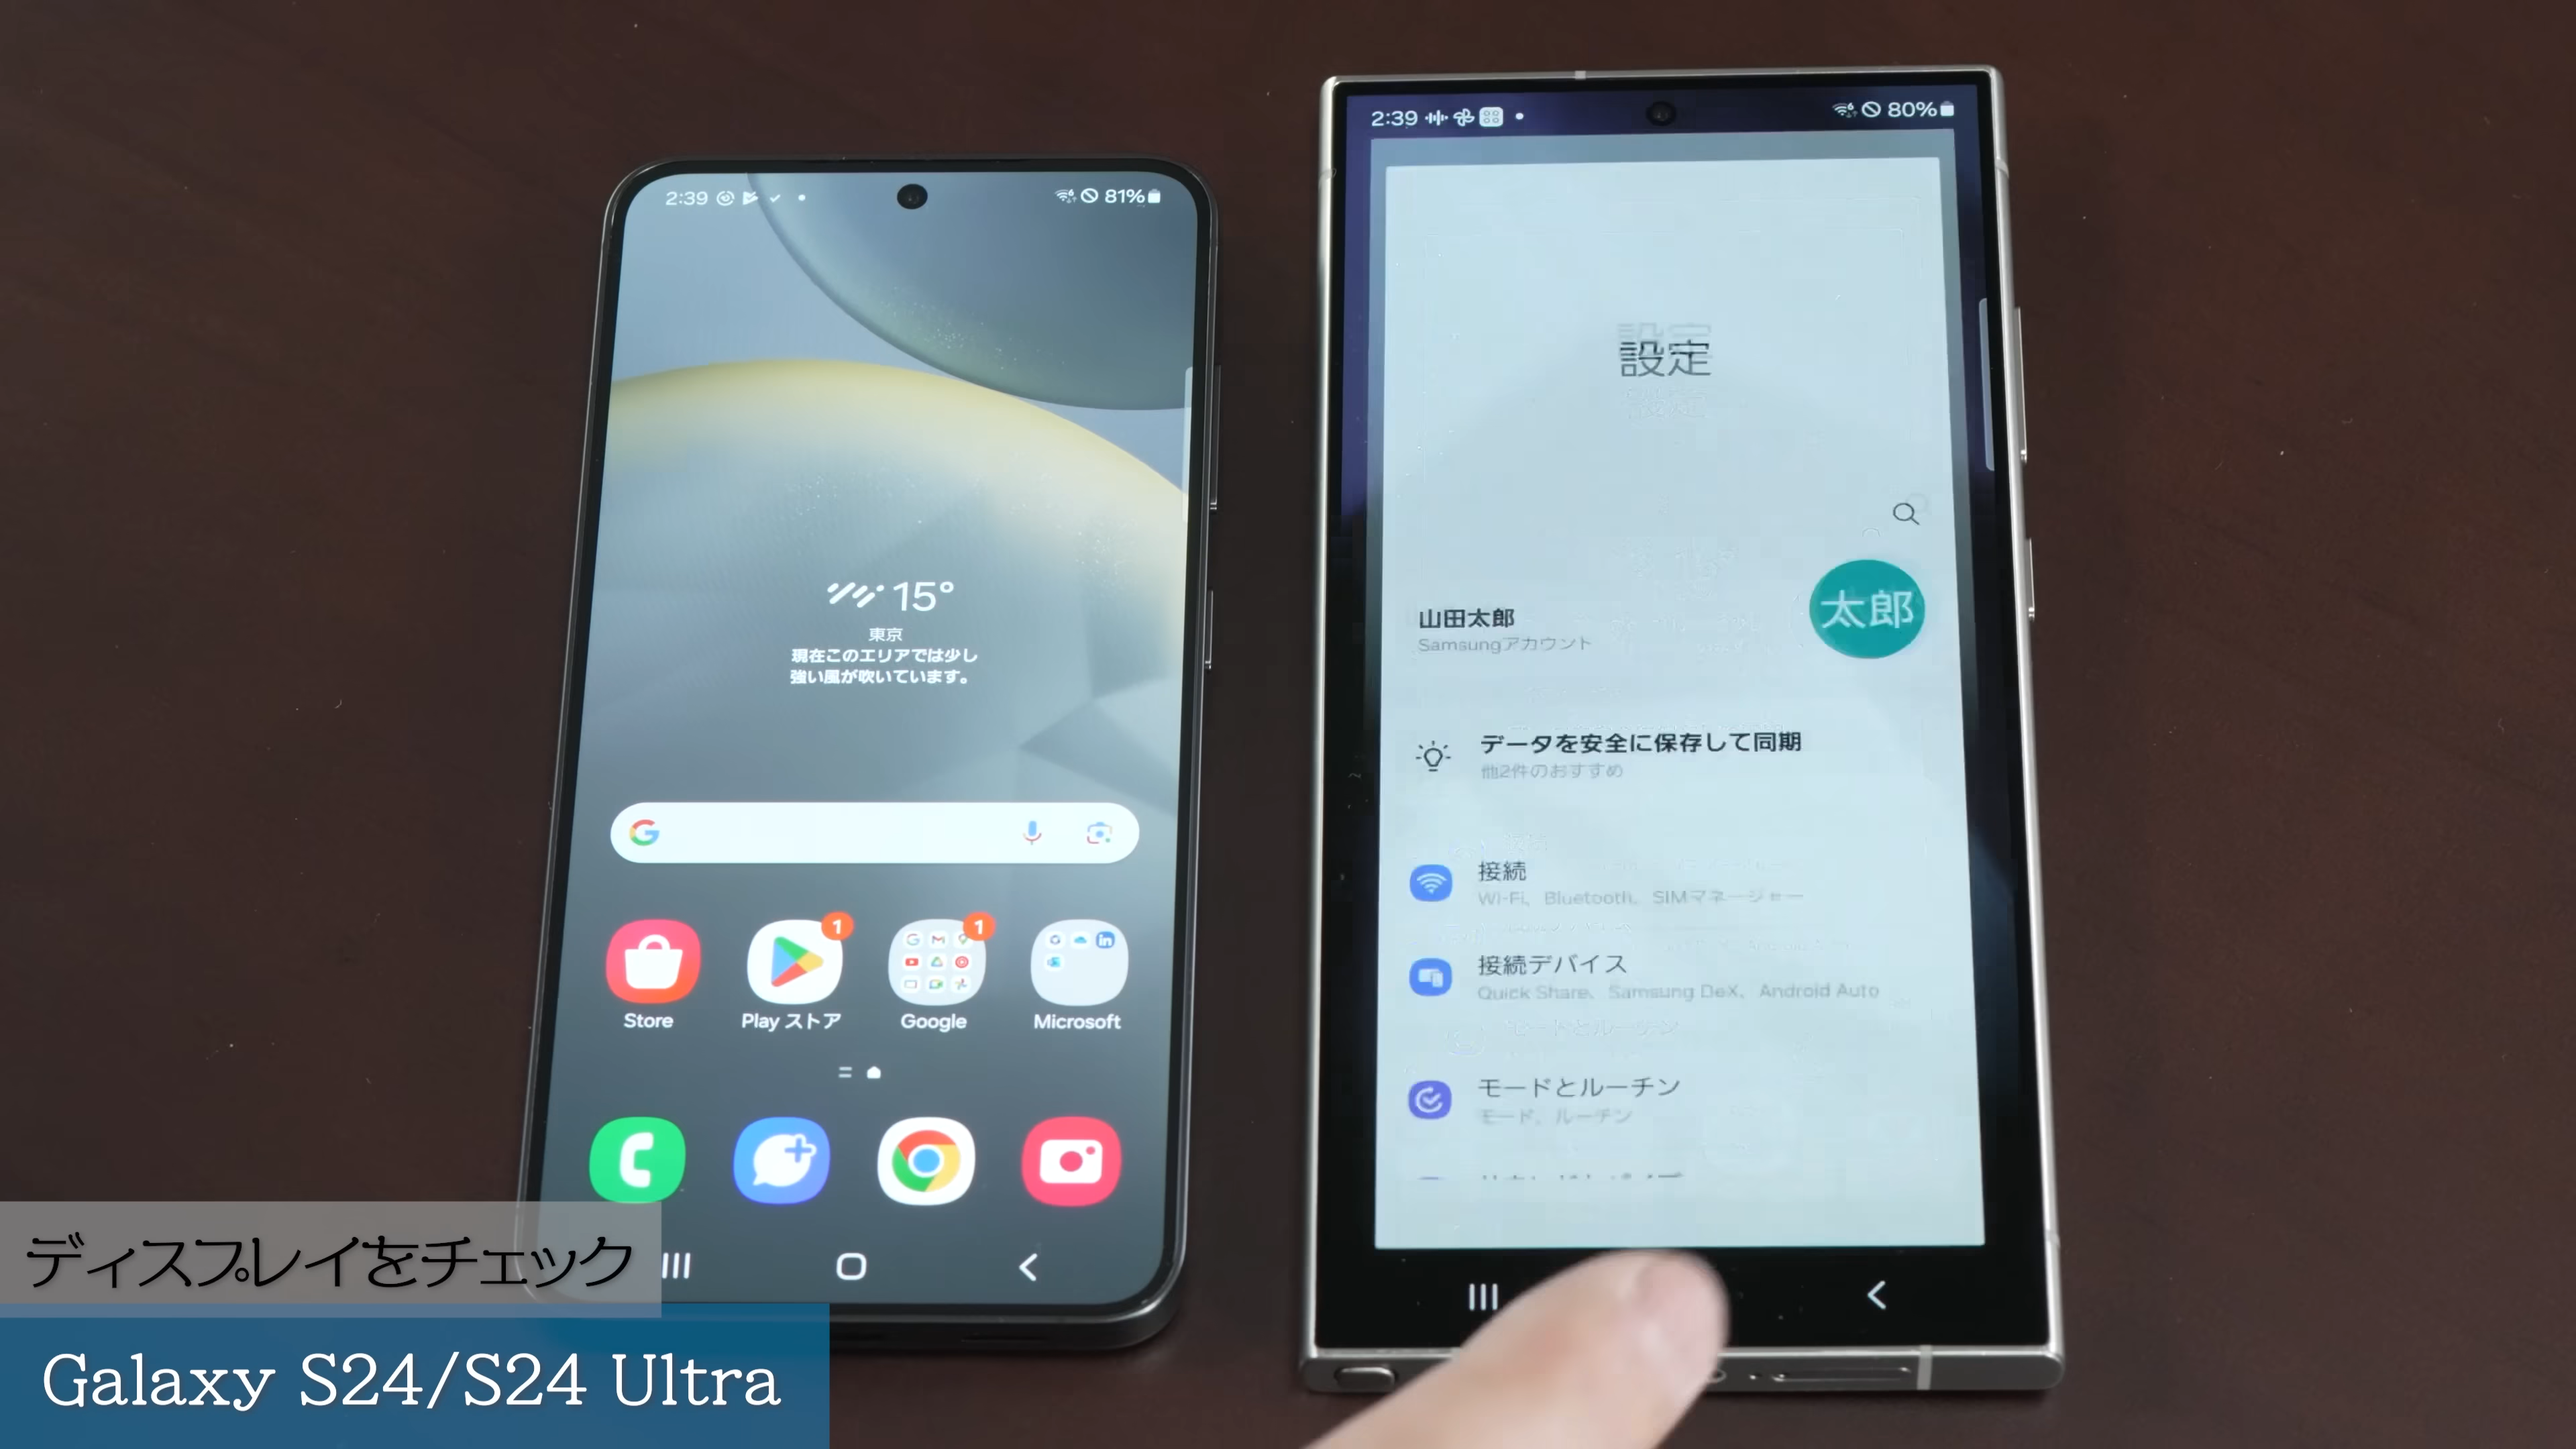 2:39
81%
15°
東京
現在このエリアでは少し
強い風が吹いています。
1
1
Store
Play ストア
Google
Microsoft
2:39
80%
設定
山田太郎
Samsungアカウント
太郎
データを安全に保存して同期
他2件のおすすめ
接続
Wi-Fi、Bluetooth、SIMマネージャー
接続デバイス
Quick Share、Samsung DeX、Android Auto
モードとルーチン
モード、ルーチン
ディスプレイをチェック
Galaxy S24/S24 Ultra